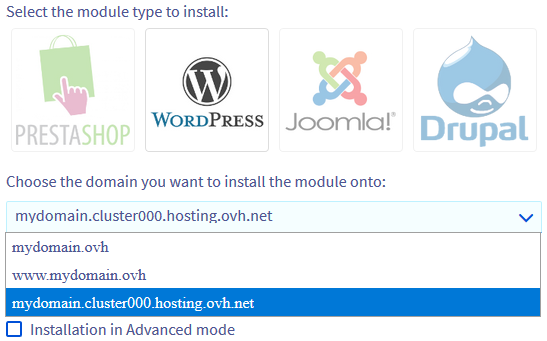 Select the module type to install:
PRESTASHOP
WORDPRESS
Joomla!®
Drupal
Choose the domain you want to install the module onto:
mydomain.cluster000.hosting.ovh.net
mydomain.ovh
www.mydomain.ovh
mydomain.cluster000.hosting.ovh.net
Installation in Advanced mode